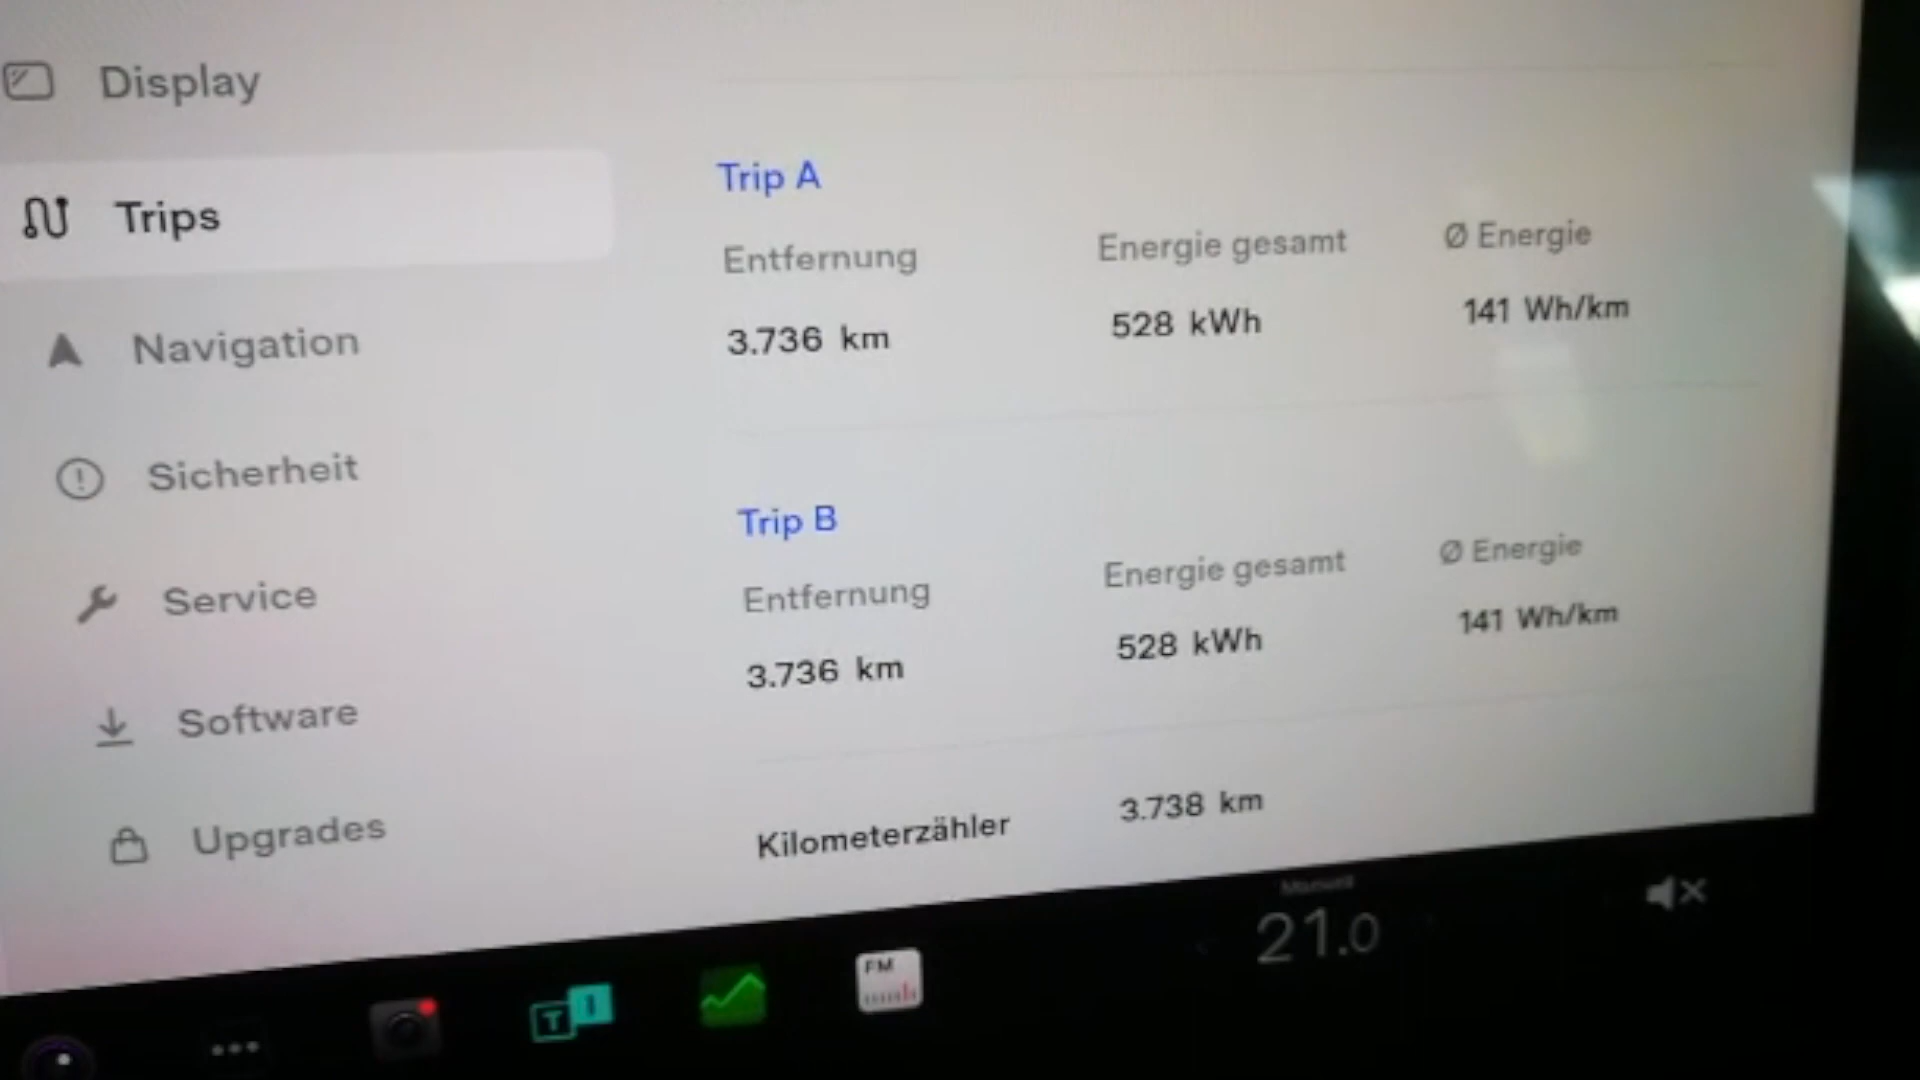 Display
Trips
Navigation
Sicherheit
Service
Software
Upgrades
Trip A
Entfernung Energie gesamt Ø Energie
3.736 km 528 kWh 141 Wh/km
Trip B
Entfernung Energie gesamt Ø Energie
3.736 km 528 kWh 141 Wh/km
Kilometerzähler 3.738 km
Manuell
21.0
T I
FM